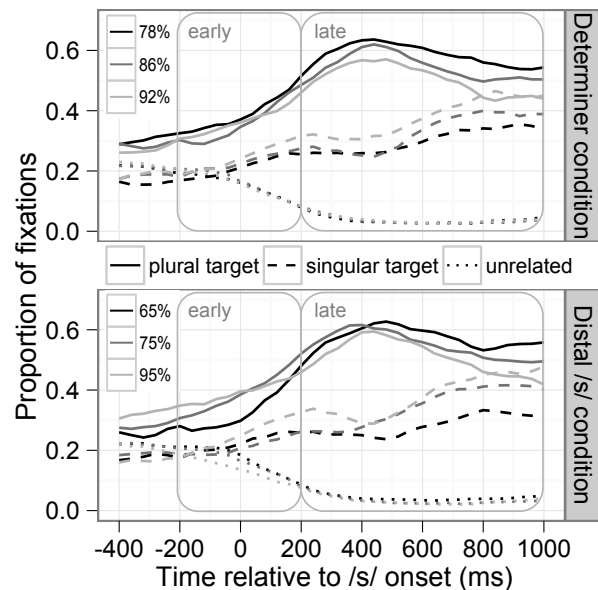 early
late
78%
86%
92%
0.6
0.4
0.2
0.0
Determiner condition
plural target
singular target
unrelated
early
late
65%
75%
95%
0.6
0.4
0.2
0.0
Distal /s/ condition
Proportion of fixations
-400 -200 0 200 400 600 800 1000
Time relative to /s/ onset (ms)